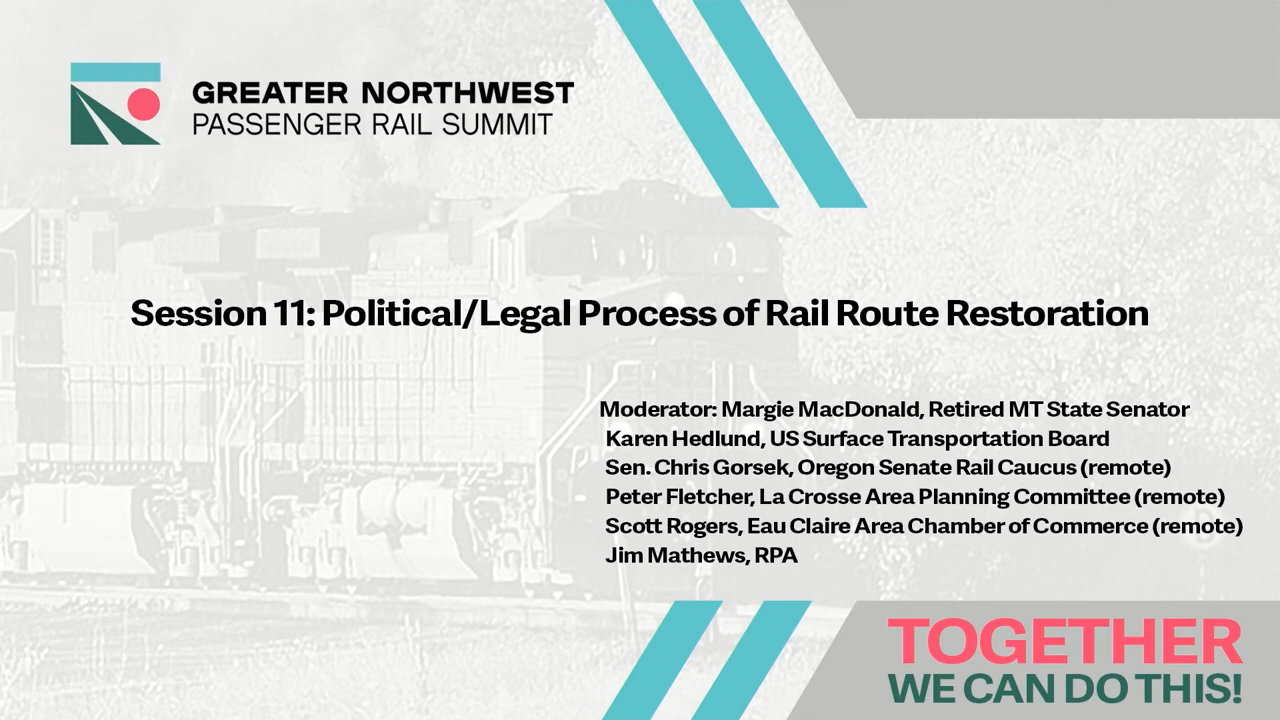 GREATER NORTHWEST
PASSENGER RAIL SUMMIT
Session 11: Political/Legal Process of Rail Route Restoration
Moderator: Margie MacDonald, Retired MT State Senator
Karen Hedlund, US Surface Transportation Board
Sen. Chris Gorsek, Oregon Senate Rail Caucus (remote)
Peter Fletcher, La Crosse Area Planning Committee (remote)
Scott Rogers, Eau Claire Area Chamber of Commerce (remote)
Jim Mathews, RPA
TOGETHER
WE CAN DO THIS!